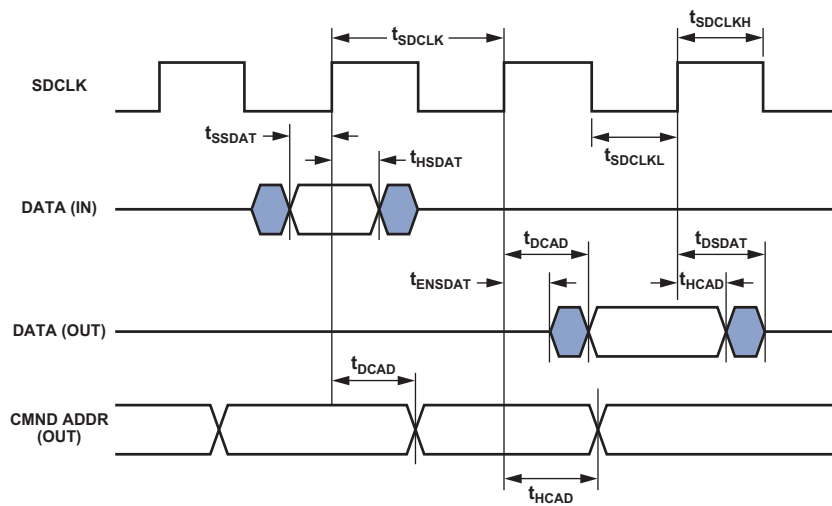 tSDCLK
tSDCLKH
SDCLK
tSSDAT
tHSDAT
tSDCLKL
DATA (IN)
tDCAD
tDSDAT
tENSDAT
tHCAD
DATA (OUT)
tDCAD
CMND ADDR
(OUT)
tHCAD